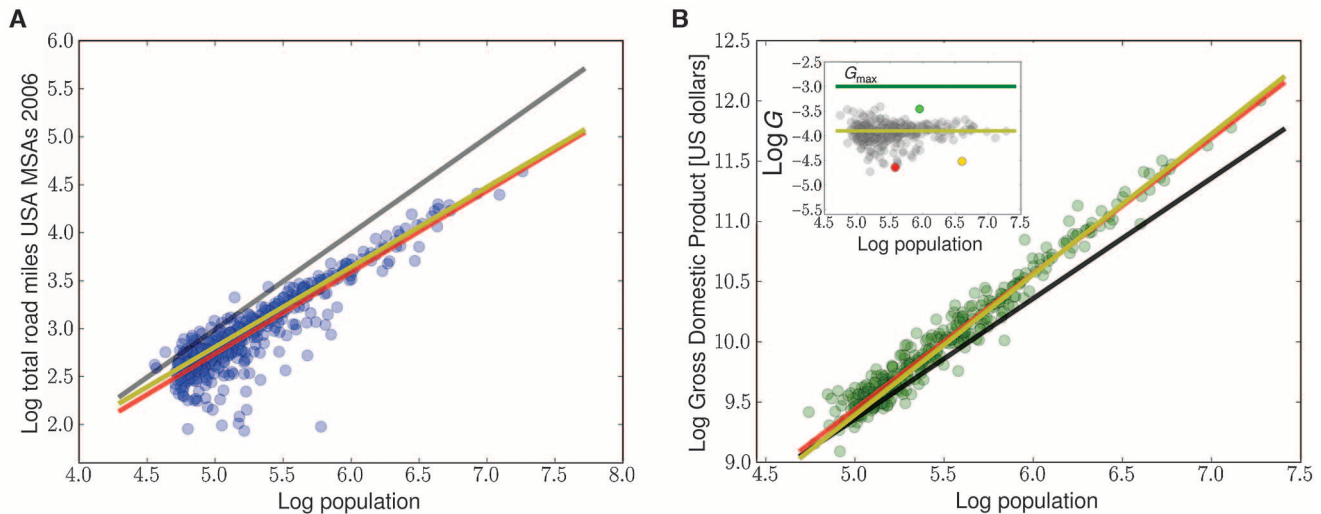 A
Log total road miles USA MSAs 2006
6.0
5.5
5.0
4.5
4.0
3.5
3.0
2.5
2.0
4.0 4.5 5.0 5.5 6.0 6.5 7.0 7.5 8.0
Log population
B
Log Gross Domestic Product [US dollars]
12.5
12.0
11.5
11.0
10.5
10.0
9.5
9.0
4.5 5.0 5.5 6.0 6.5 7.0 7.5
Log population
Log G
−2.5
−3.0
−3.5
−4.0
−4.5
−5.0
−5.5
Gmax
4.5 5.0 5.5 6.0 6.5 7.0 7.5
Log population